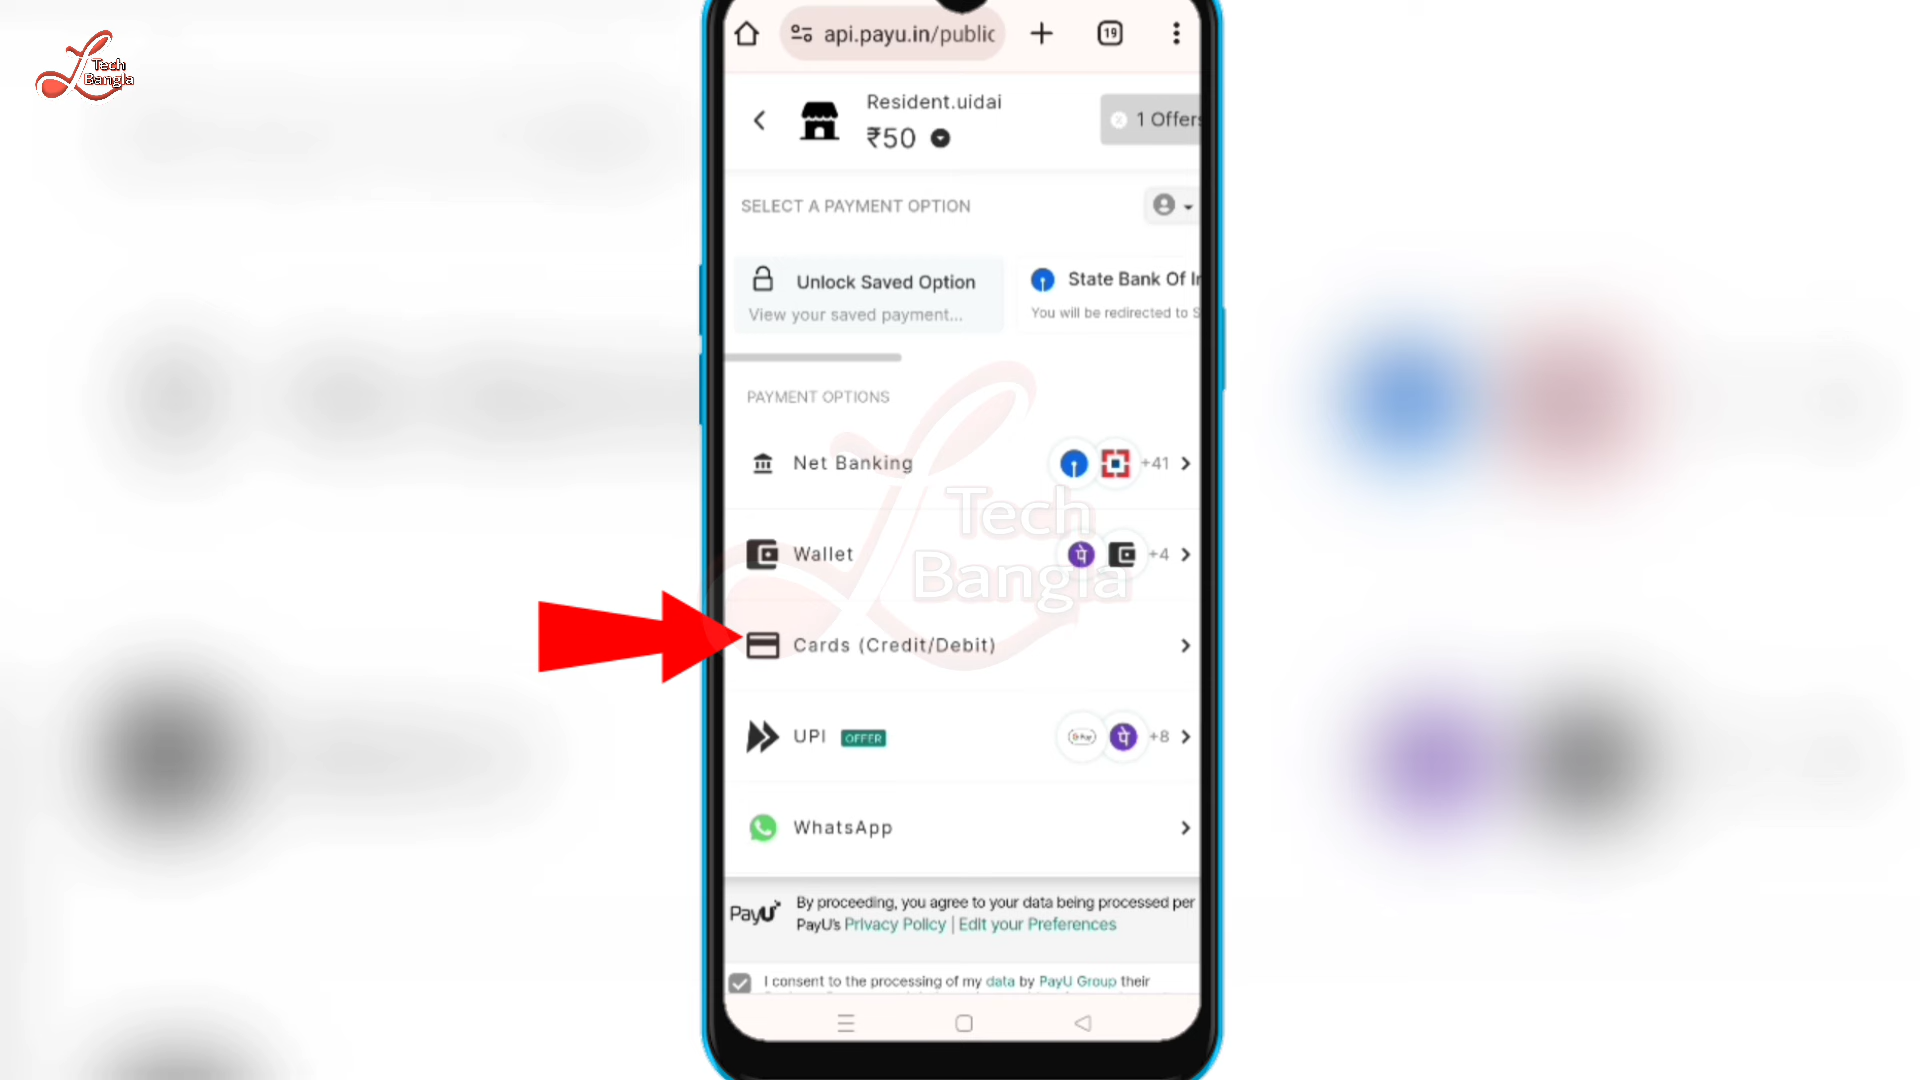 Tech
Bangla
api.payu.in/public
19
Resident.uidai
₹50
1 Offers
SELECT A PAYMENT OPTION
Unlock Saved Option
View your saved payment...
State Bank Of In
You will be redirected to S
PAYMENT OPTIONS
Net Banking
+41
Tech
Bangla
Wallet
पे
+4
Cards (Credit/Debit)
UPI OFFER
G Pay
पे
+8
WhatsApp
PayU
By proceeding, you agree to your data being processed per
PayU's Privacy Policy | Edit your Preferences
I consent to the processing of my data by PayU Group their